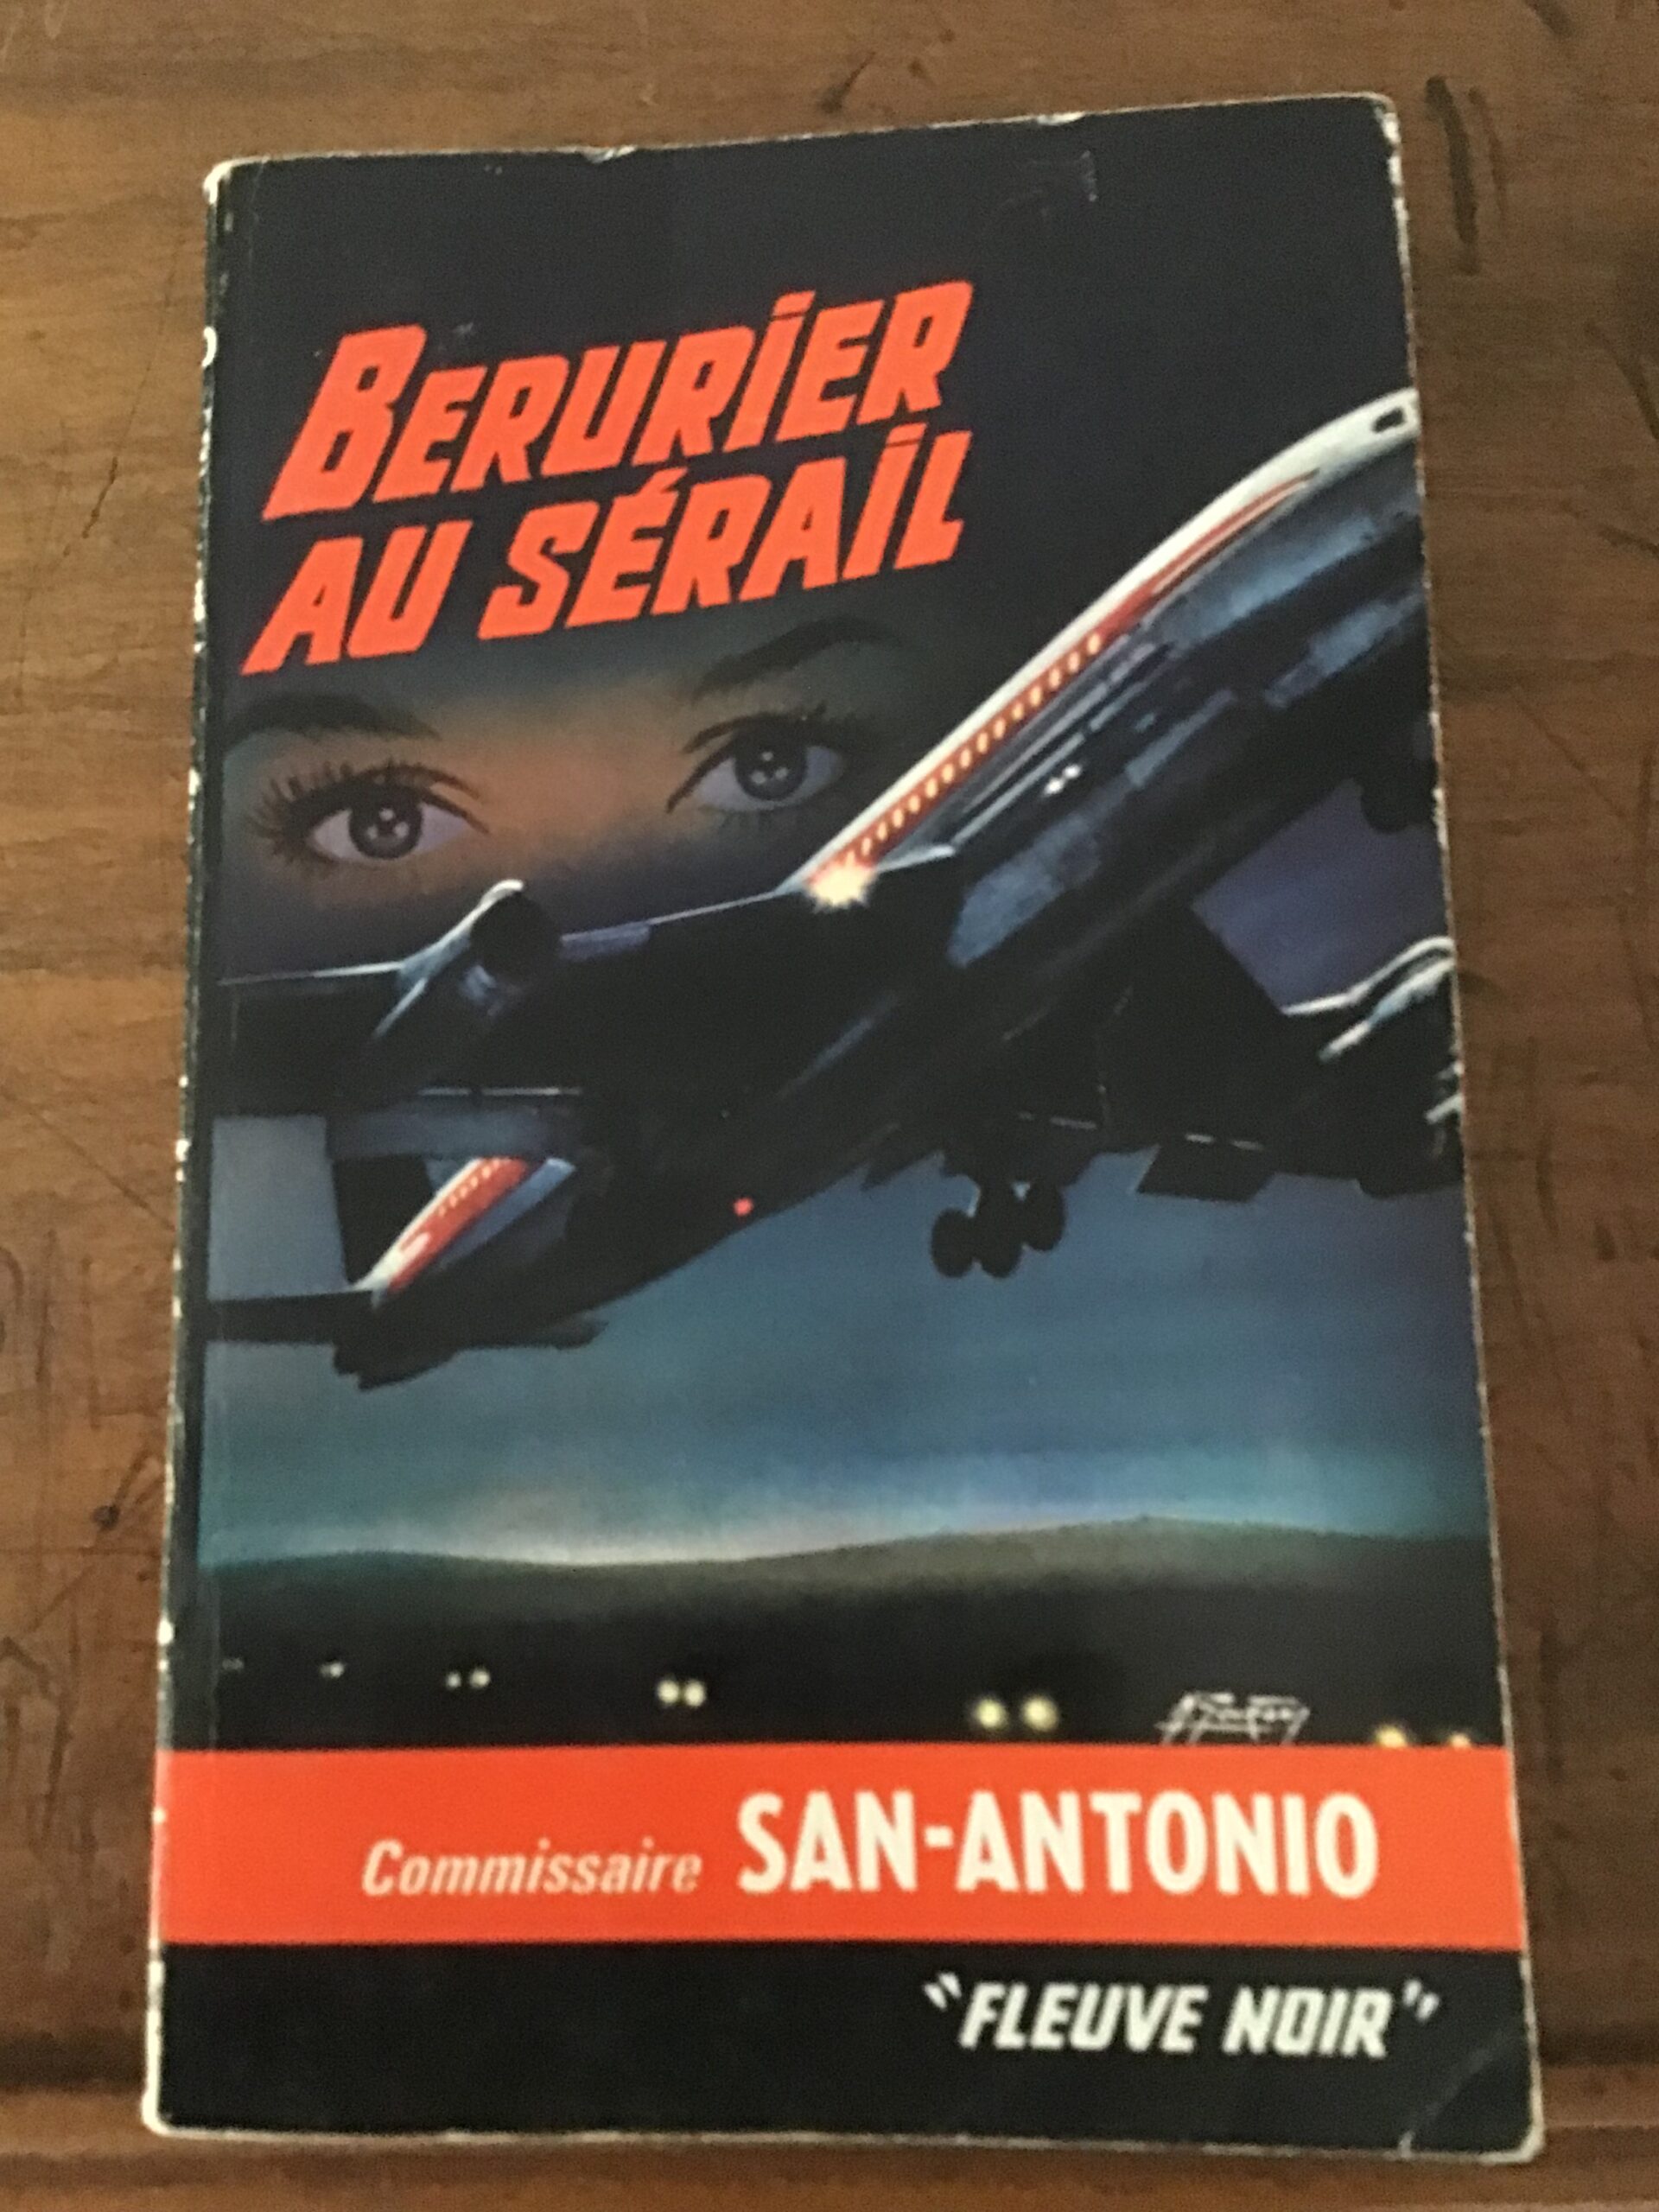 BERURIER
AU SÉRAIL
Commissaire SAN-ANTONIO
"FLEUVE NOIR"